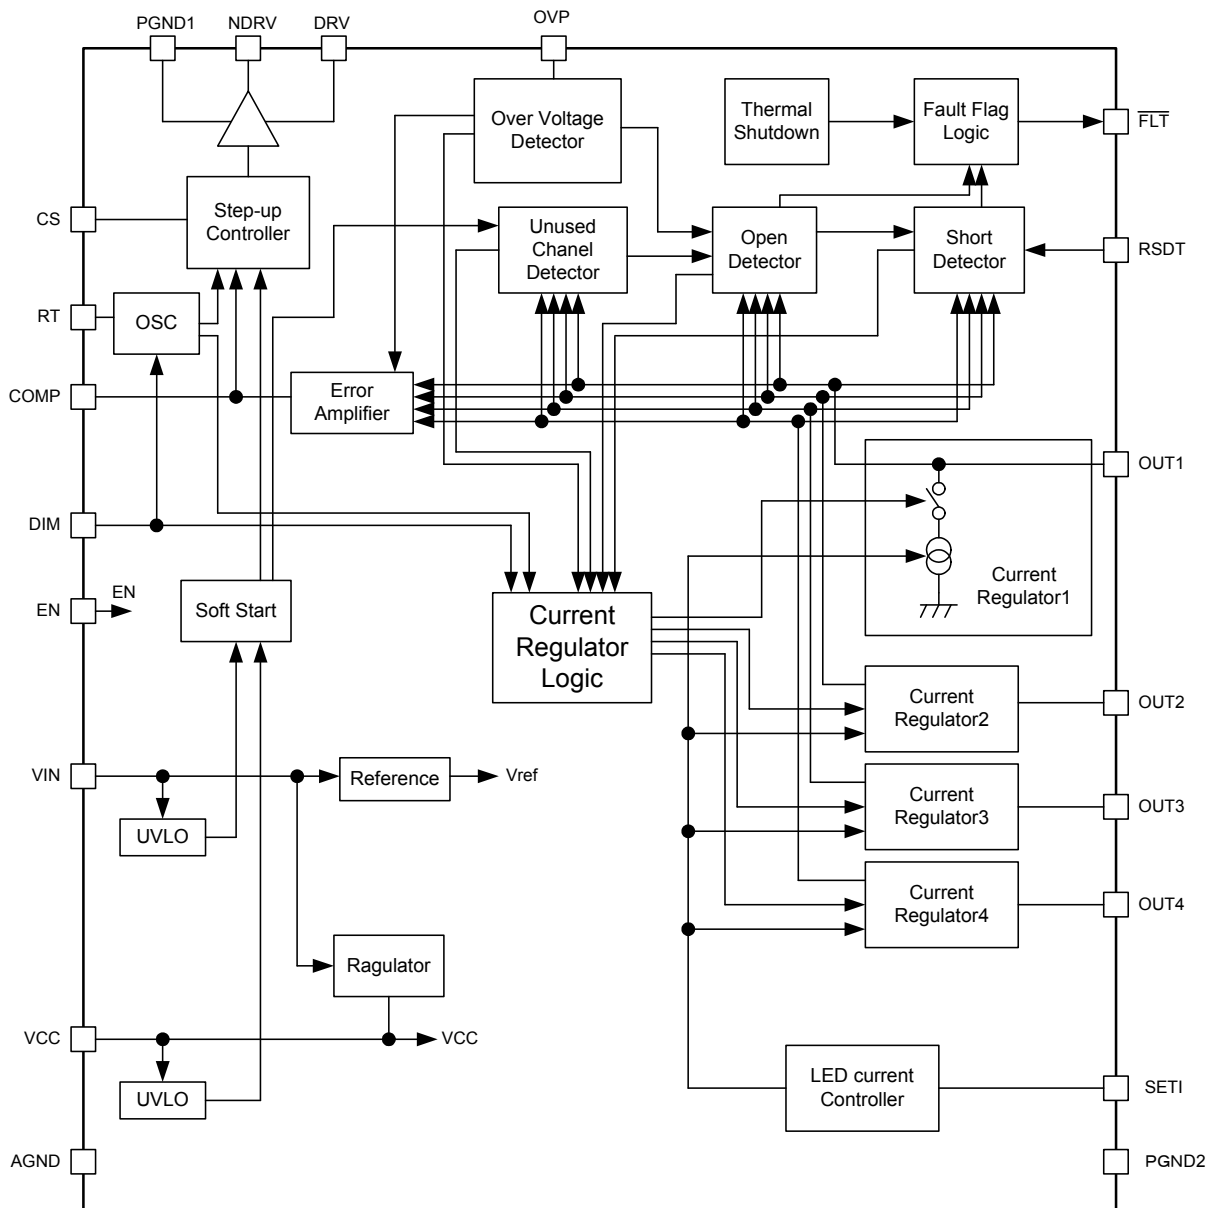 PGND1
NDRV
DRV
OVP
Over Voltage
Detector
Thermal
Shutdown
Fault Flag
Logic
FLT
CS
Step-up
Controller
Unused
Chanel
Detector
Open
Detector
Short
Detector
RSDT
RT
OSC
COMP
Error
Amplifier
OUT1
DIM
EN
EN
Soft Start
Current
Regulator
Logic
Current
Regulator1
Current
Regulator2
OUT2
VIN
Reference
Vref
UVLO
Current
Regulator3
OUT3
Current
Regulator4
OUT4
Ragulator
VCC
VCC
UVLO
LED current
Controller
SETI
AGND
PGND2